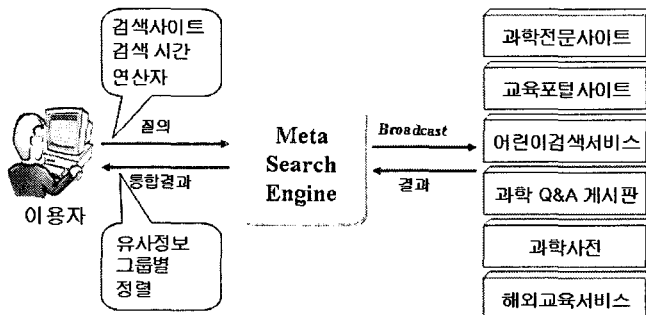 검색사이트
검색 시간
연산자
질의
통합결과
이용자
유사정보
그룹별
정렬
Meta
Search
Engine
Broadcast
결과
과학전문사이트
교육포털사이트
어린이검색서비스
과학 Q&A 게시판
과학사전
해외교육서비스